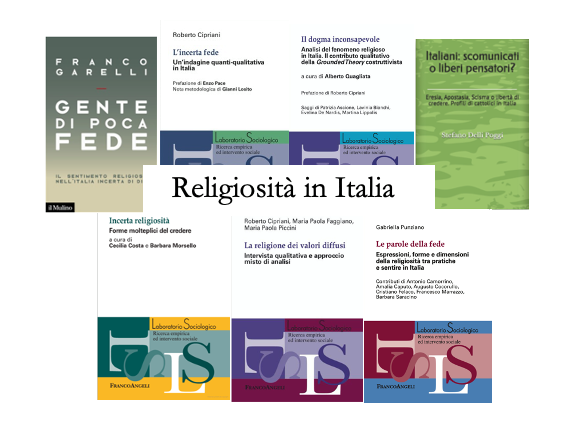 FRANCO
GARELLI
GENTE
DI POCA
FEDE
IL SENTIMENTO RELIGIOSO
NELL'ITALIA INCERTA DI DIO
il Mulino
Roberto Cipriani
L'incerta fede
Un'indagine quanti-qualitativa
in Italia
Prefazione di Enzo Pace
Nota metodologica di Gianni Losito
Laboratorio Sociologico
Ricerca empirica
ed intervento sociale
Il dogma inconsapevole
Analisi del fenomeno religioso
in Italia. Il contributo qualitativo
della Grounded Theory costruttivista
a cura di Alberto Quagliata
Prefazione di Roberto Cipriani
Saggi di Patrizia Ascione, Lavinia Bianchi,
Evelina De Nardis, Martina Lippolis
Laboratorio Sociologico
Ricerca empirica
ed intervento sociale
Italiani: scomunicati
o liberi pensatori?
Eresia, Apostasia, Scisma o libertà di
credere. Profili di cattolici in Italia
Religiosità in Italia
Incerta religiosità
Forme molteplici del credere
a cura di
Cecilia Costa e Barbara Morsello
Laboratorio Sociologico
Ricerca empirica
ed intervento sociale
LS
FRANCOANGELI
Roberto Cipriani, Maria Paola Faggiano,
Maria Paola Piccini
La religione dei valori diffusi
Intervista qualitativa e approccio
misto di analisi
Laboratorio Sociologico
Ricerca empirica
ed intervento sociale
LS
FRANCOANGELI
Gabriella Punziano
Le parole della fede
Espressioni, forme e dimensioni
della religiosità tra pratiche
e sentire in Italia
Contributi di Antonio Camorrino,
Amalia Caputo, Augusto Cocorullo,
Cristiano Felaco, Francesco Marrazzo,
Barbara Saracino
Laboratorio Sociologico
Ricerca empirica
ed intervento sociale
LS
FRANCOANGELI